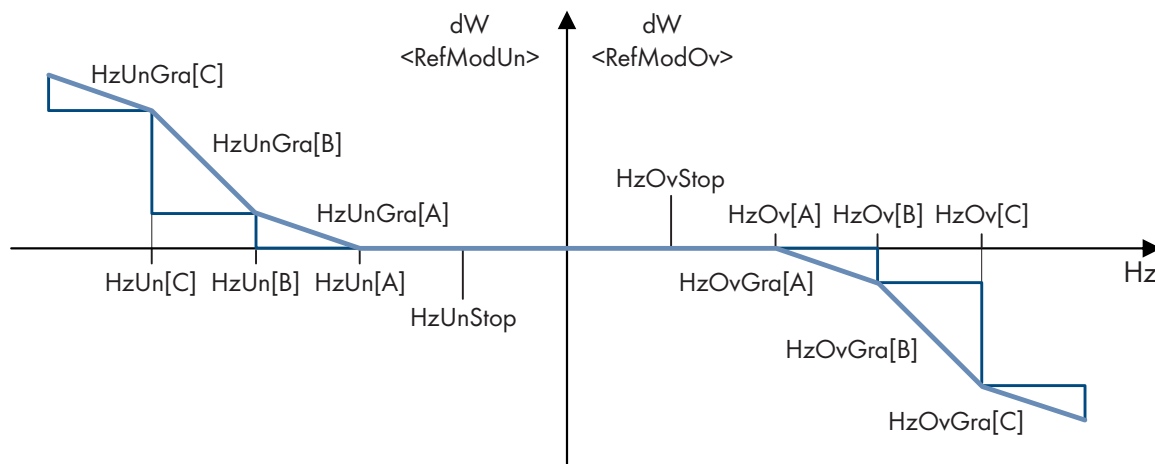 dW
<RefModUn>
dW
<RefModOv>
HzUnGra[C]
HzUnGra[B]
HzUnGra[A]
HzOvStop
HzOv[A]
HzOv[B]
HzOv[C]
HzUn[C]
HzUn[B]
HzUn[A]
HzUnStop
Hz
HzOvGra[A]
HzOvGra[B]
HzOvGra[C]